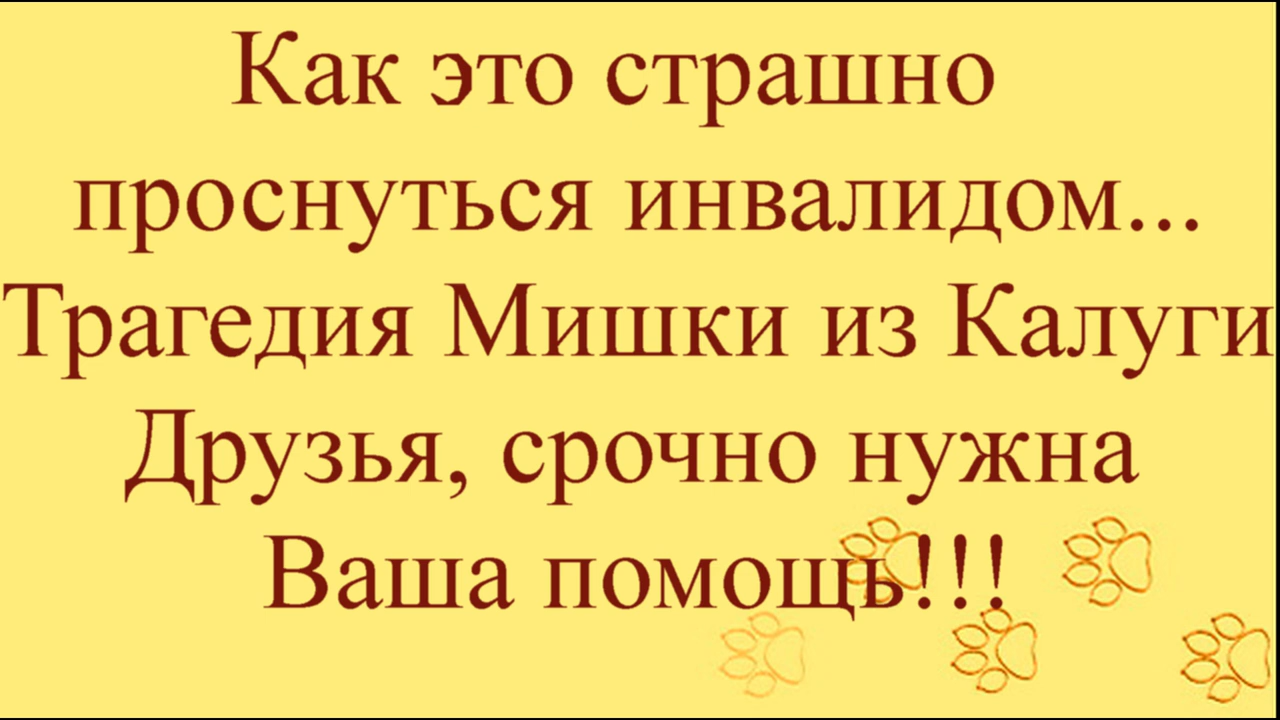 Как это страшно
проснуться инвалидом...
Трагедия Мишки из Калуги
Друзья, срочно нужна
Ваша помощь!!!